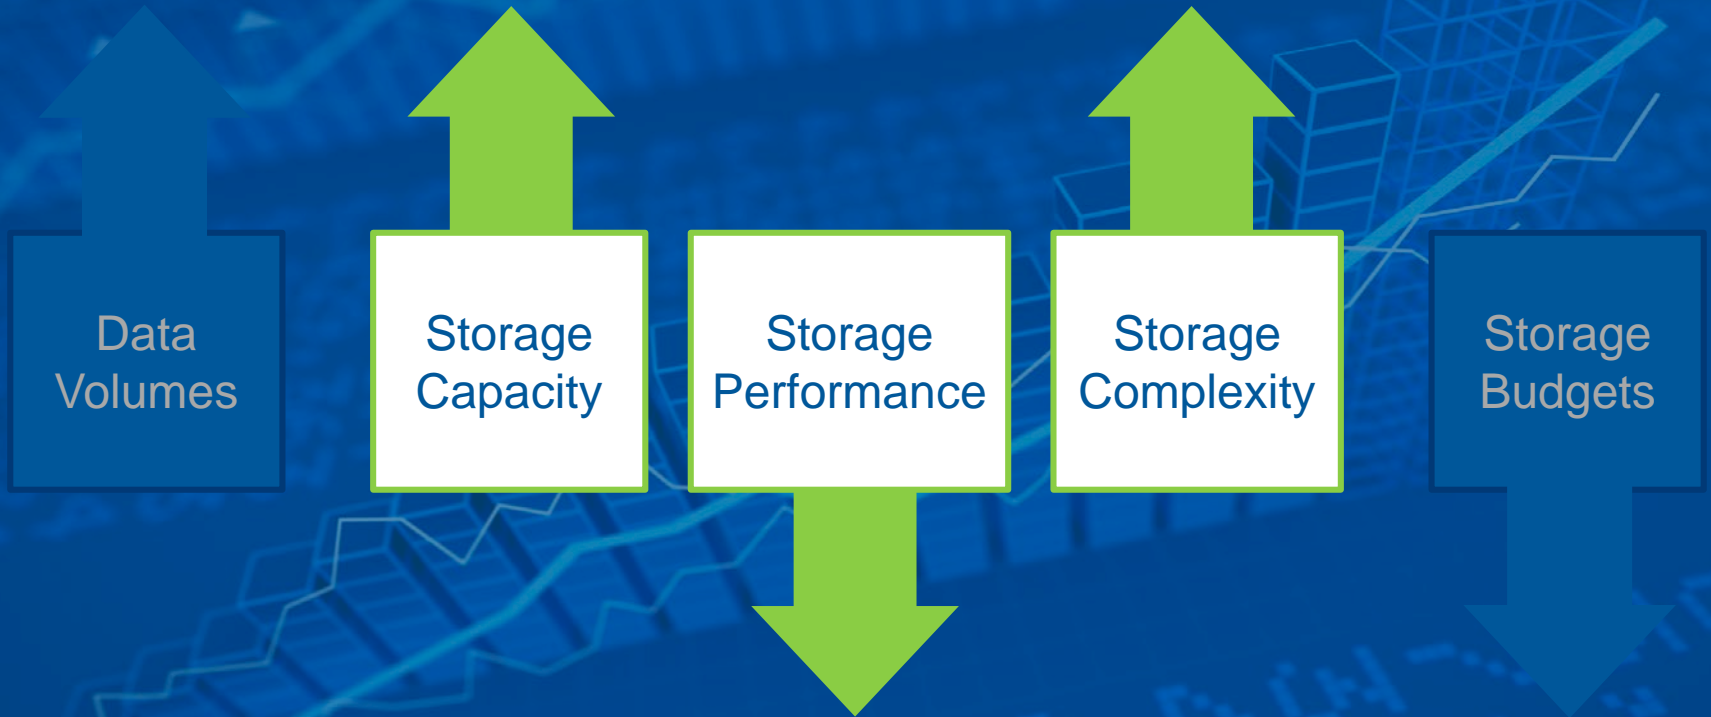 Data
Volumes
Storage
Capacity
Storage
Performance
Storage
Complexity
Storage
Budgets